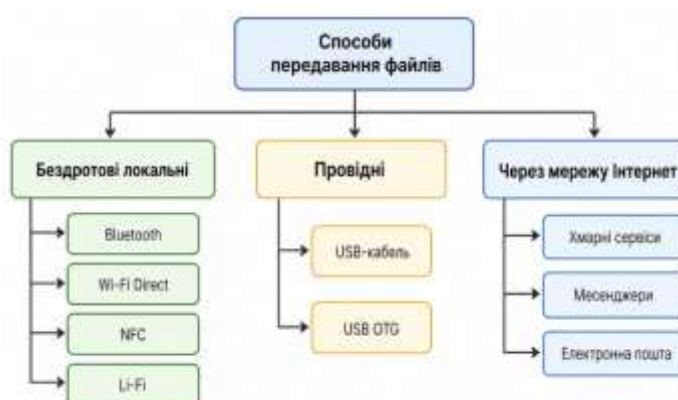 Способи
передавання файлів
Бездротові локальні
Провідні
Через мережу Інтернет
Bluetooth
Wi-Fi Direct
NFC
Li-Fi
USB-кабель
USB OTG
Хмарні сервіси
Месенджери
Електронна пошта